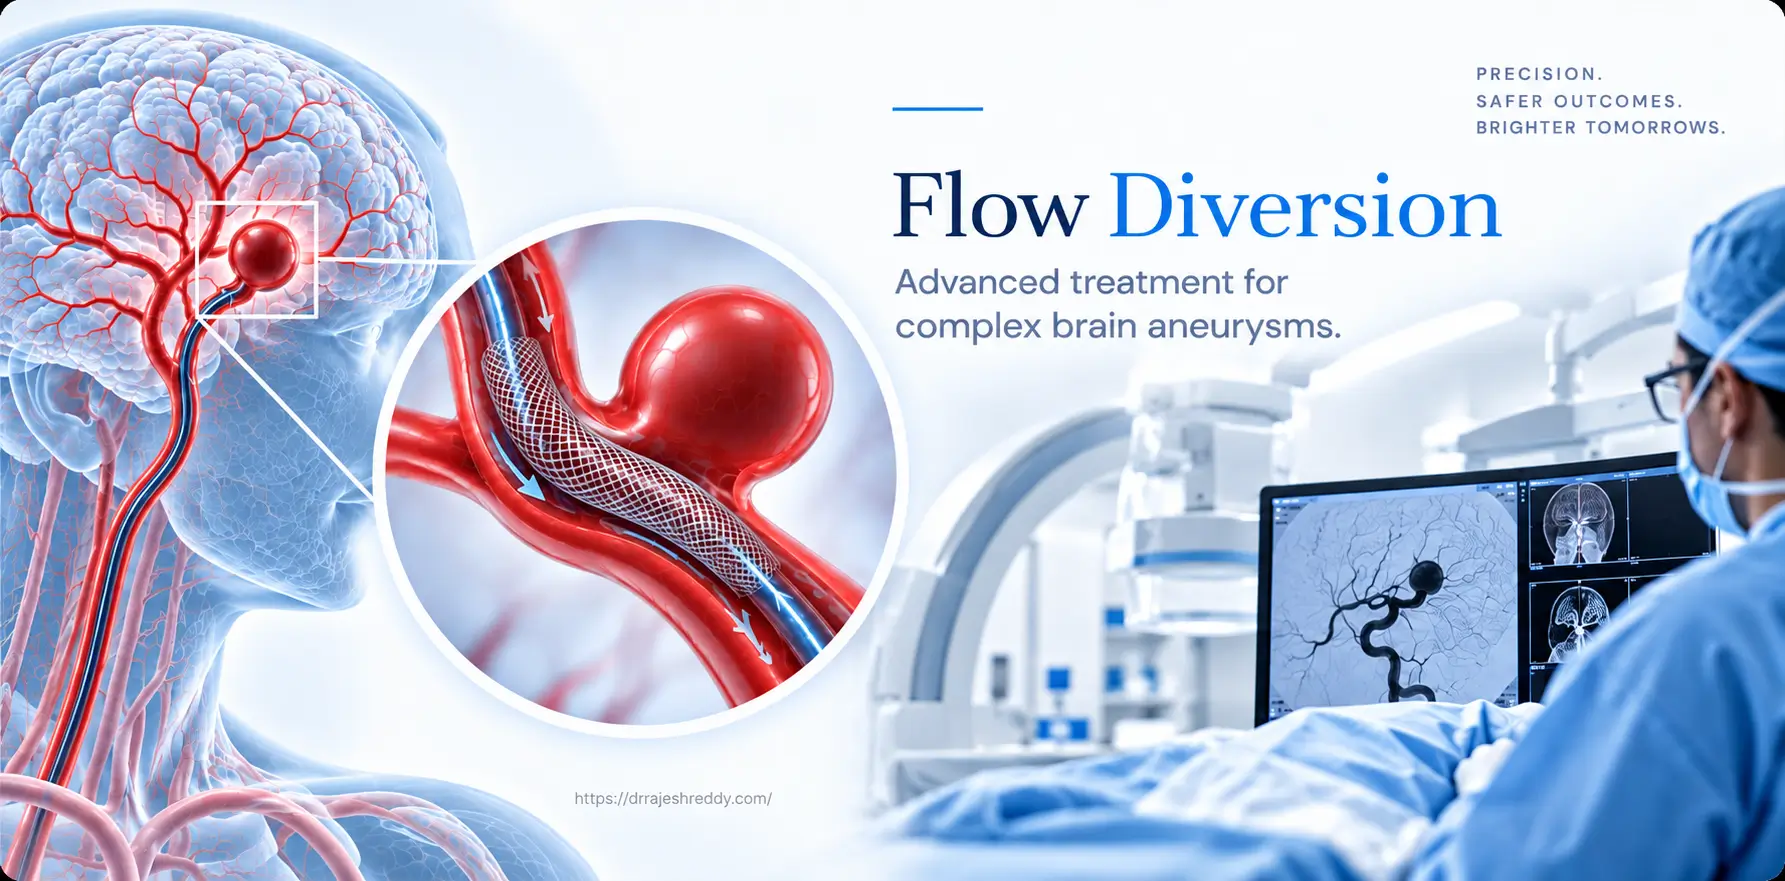 PRECISION.
SAFER OUTCOMES.
BRIGHTER TOMORROWS.
Flow Diversion
Advanced treatment for
complex brain aneurysms.
https://drrajeshreddy.com/